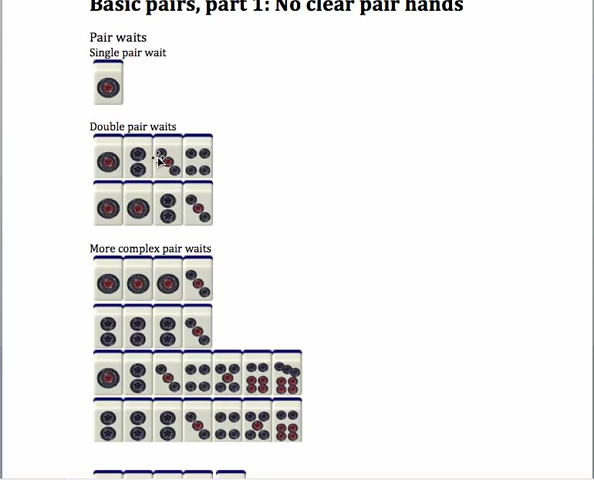 Basic pairs, part 1: No clear pair hands
Pair waits
Single pair wait
Double pair waits
More complex pair waits